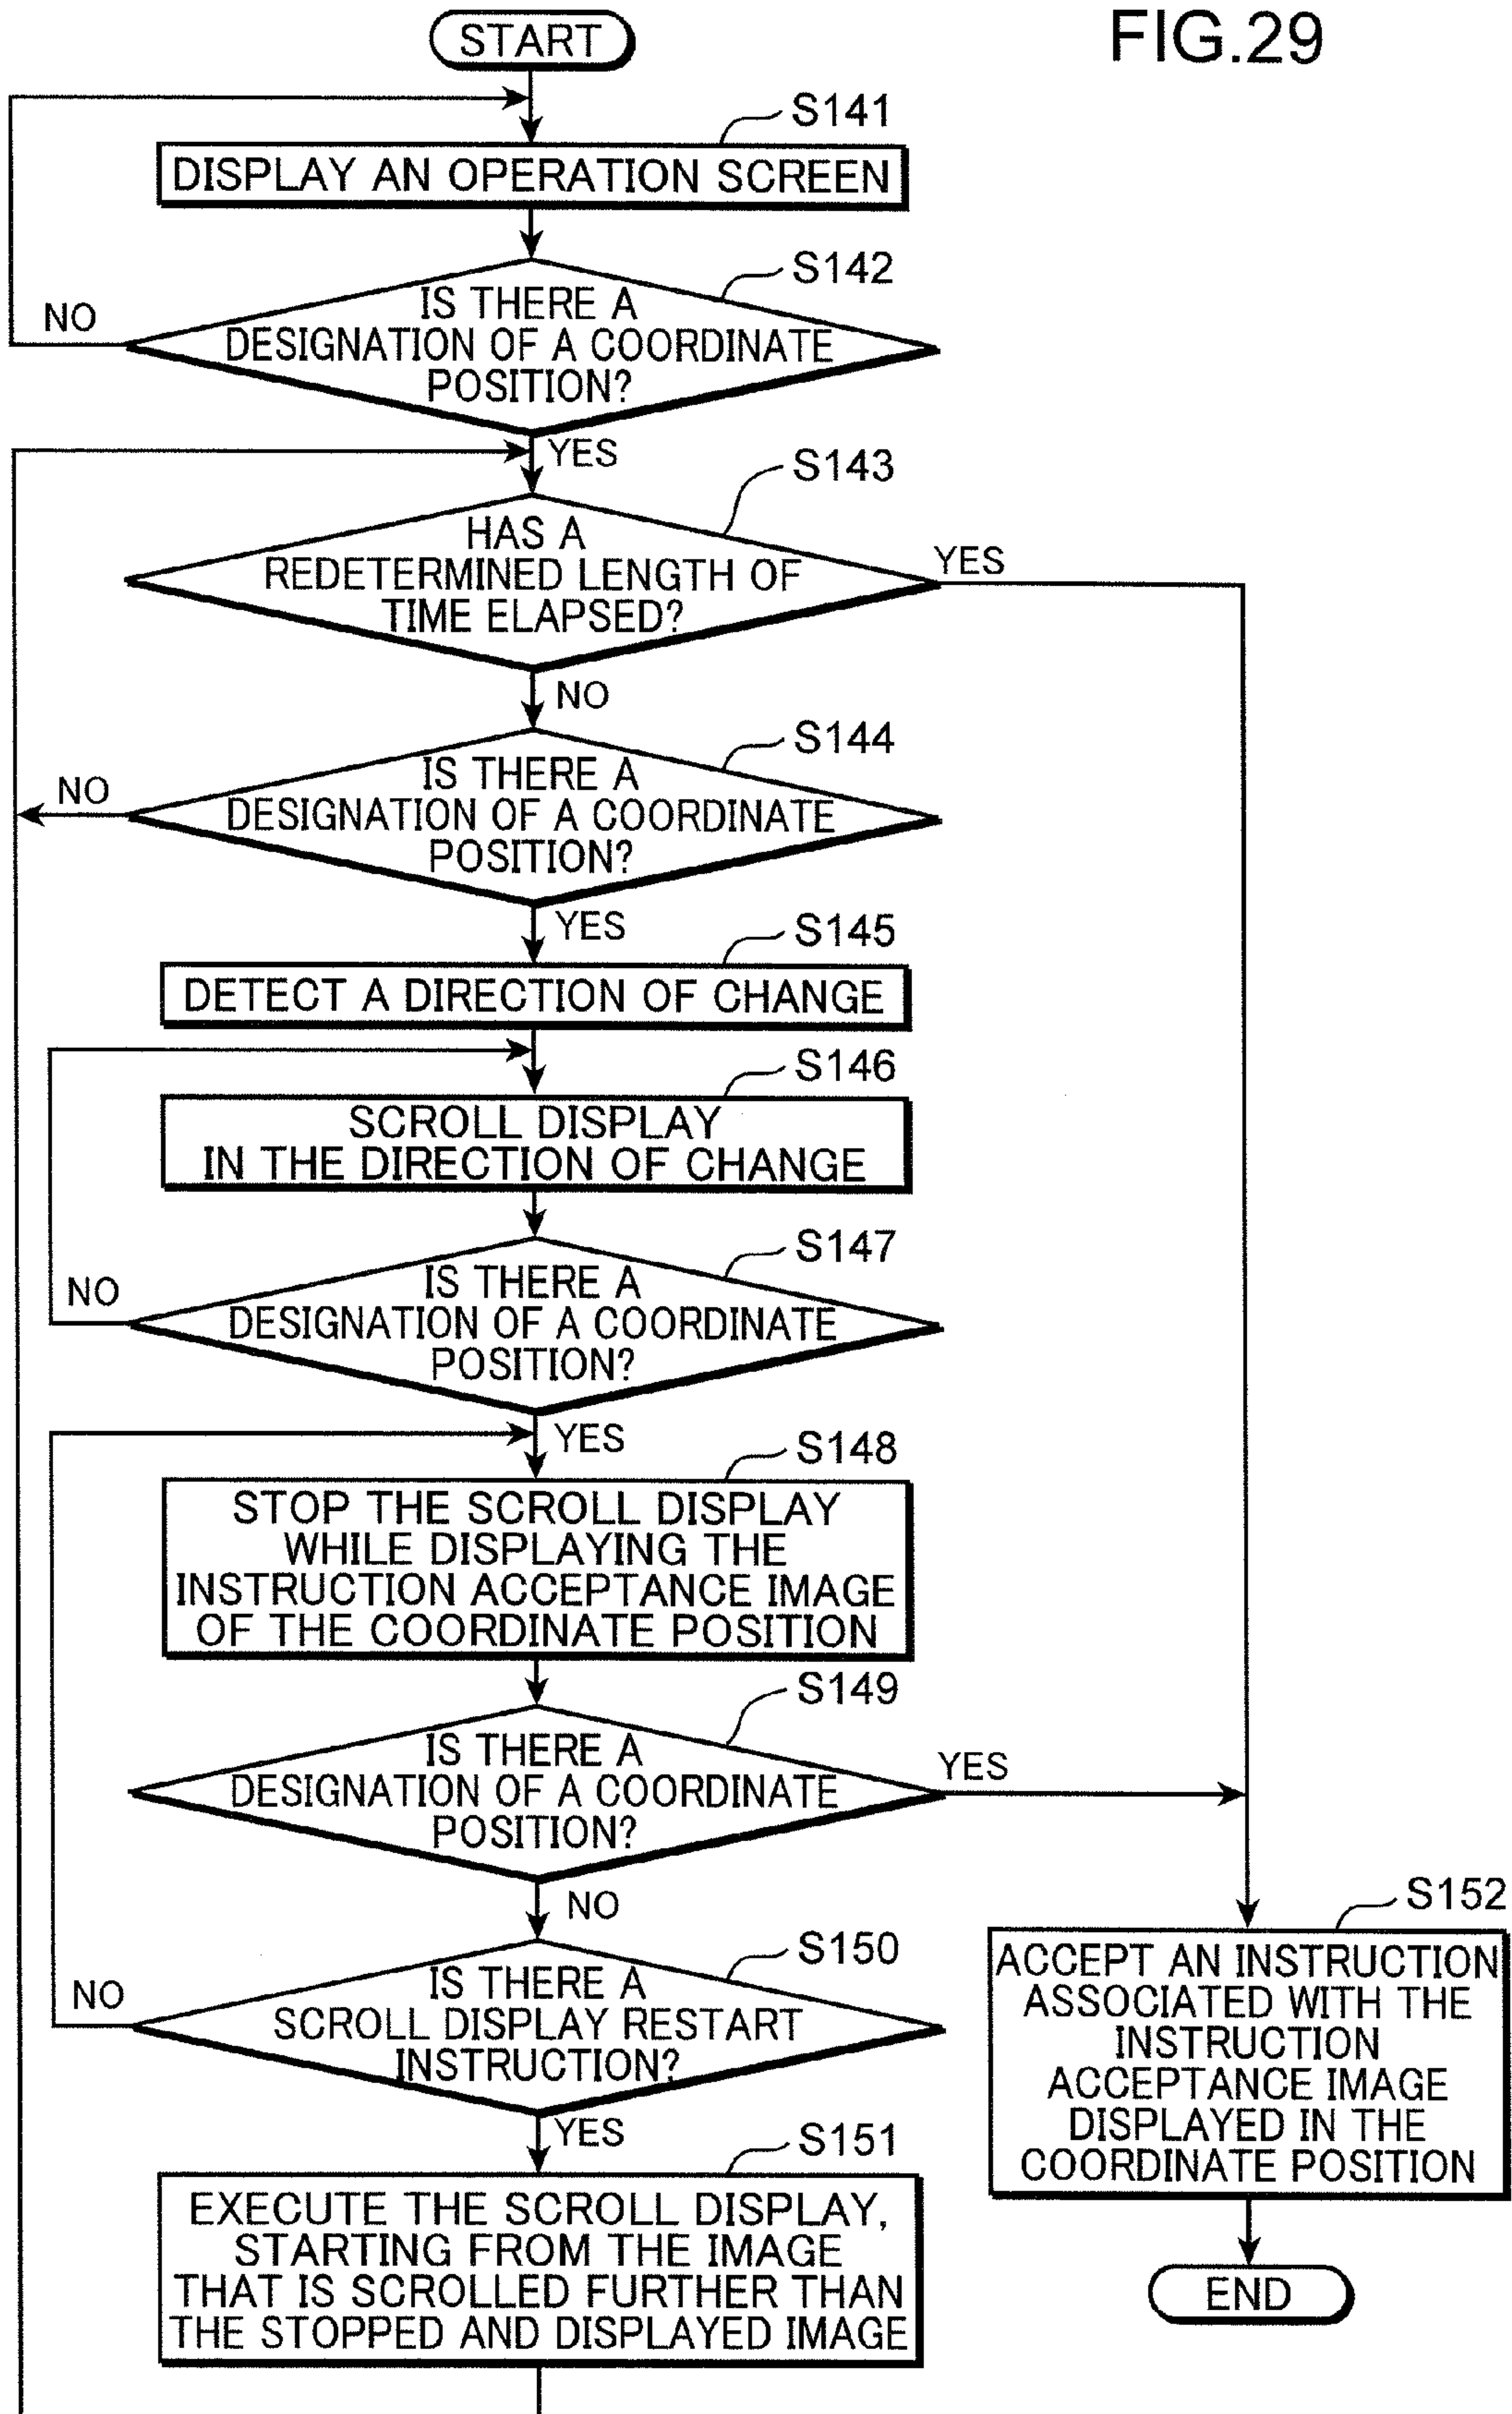 FIG.29
START
S141
DISPLAY AN OPERATION SCREEN
S142
IS THERE A
DESIGNATION OF A COORDINATE
POSITION?
NO
YES
S143
HAS A
REDETERMINED LENGTH OF
TIME ELAPSED?
YES
NO
S144
IS THERE A
DESIGNATION OF A COORDINATE
POSITION?
NO
YES
S145
DETECT A DIRECTION OF CHANGE
S146
SCROLL DISPLAY
IN THE DIRECTION OF CHANGE
S147
IS THERE A
DESIGNATION OF A COORDINATE
POSITION?
NO
YES
S148
STOP THE SCROLL DISPLAY
WHILE DISPLAYING THE
INSTRUCTION ACCEPTANCE IMAGE
OF THE COORDINATE POSITION
S149
IS THERE A
DESIGNATION OF A COORDINATE
POSITION?
YES
NO
S150
IS THERE A
SCROLL DISPLAY RESTART
INSTRUCTION?
NO
YES
S151
EXECUTE THE SCROLL DISPLAY,
STARTING FROM THE IMAGE
THAT IS SCROLLED FURTHER THAN
THE STOPPED AND DISPLAYED IMAGE
S152
ACCEPT AN INSTRUCTION
ASSOCIATED WITH THE
INSTRUCTION
ACCEPTANCE IMAGE
DISPLAYED IN THE
COORDINATE POSITION
END